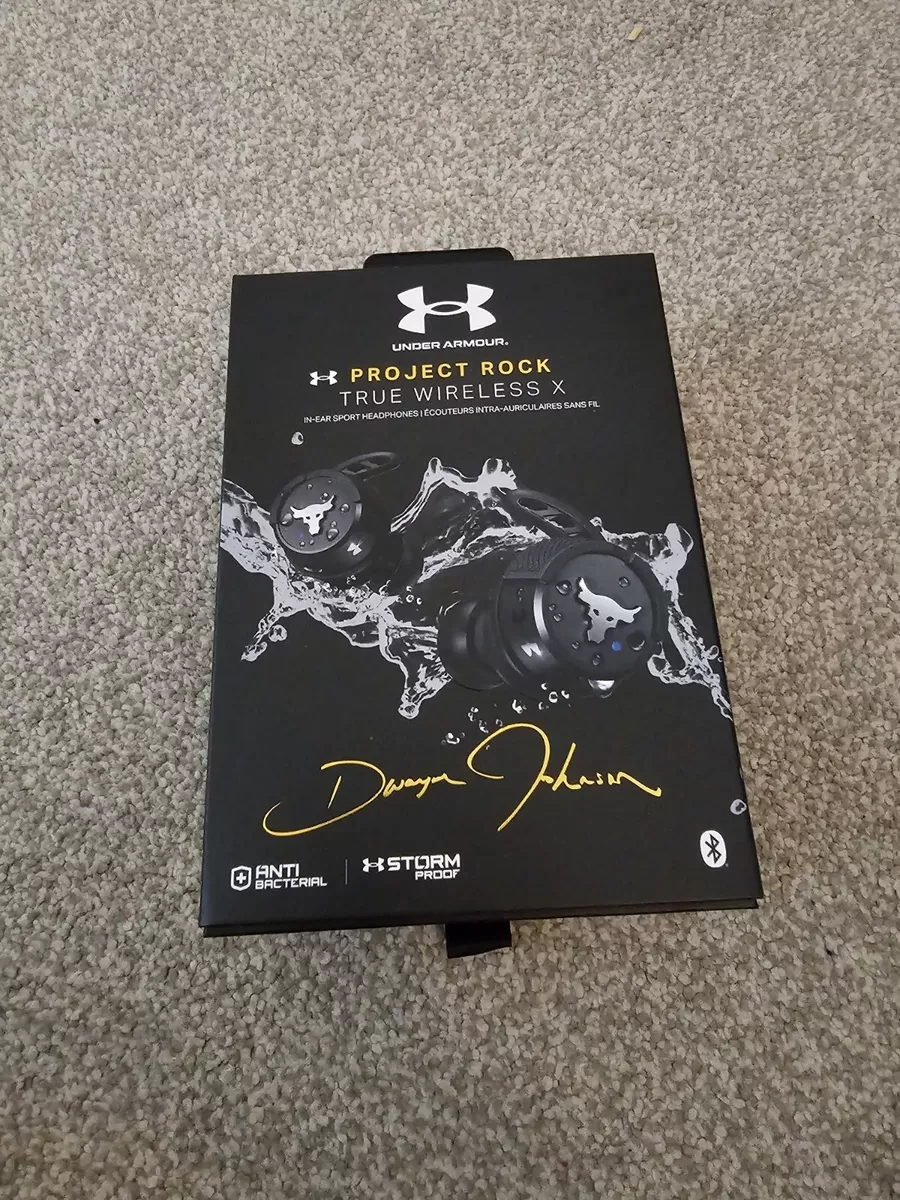 UNDER ARMOUR®
PROJECT ROCK
TRUE WIRELESS X
IN-EAR SPORT HEADPHONES | ÉCOUTEURS INTRA-AURICULAIRES SANS FIL
Dwayne Johnson
ANTI
BACTERIAL
STORM
PROOF